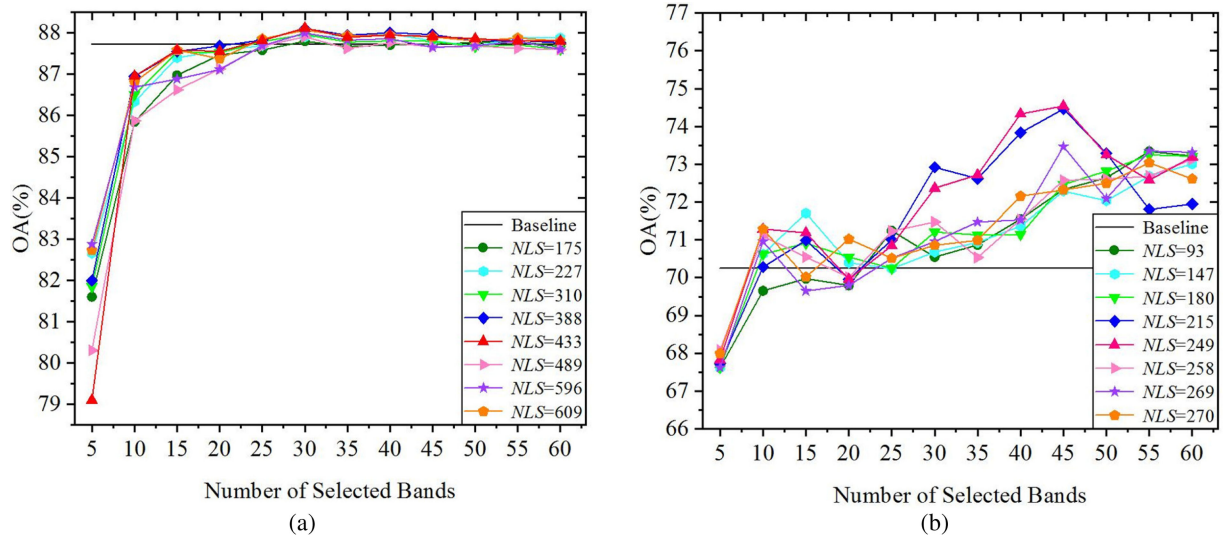 88
87
86
85
84
83
82
81
80
79
OA(%)
5 10 15 20 25 30 35 40 45 50 55 60
Number of Selected Bands
Baseline
NLS=175
NLS=227
NLS=310
NLS=388
NLS=433
NLS=489
NLS=596
NLS=609
(a)
77
76
75
74
73
72
71
70
69
68
67
66
OA(%)
5 10 15 20 25 30 35 40 45 50 55 60
Number of Selected Bands
Baseline
NLS=93
NLS=147
NLS=180
NLS=215
NLS=249
NLS=258
NLS=269
NLS=270
(b)